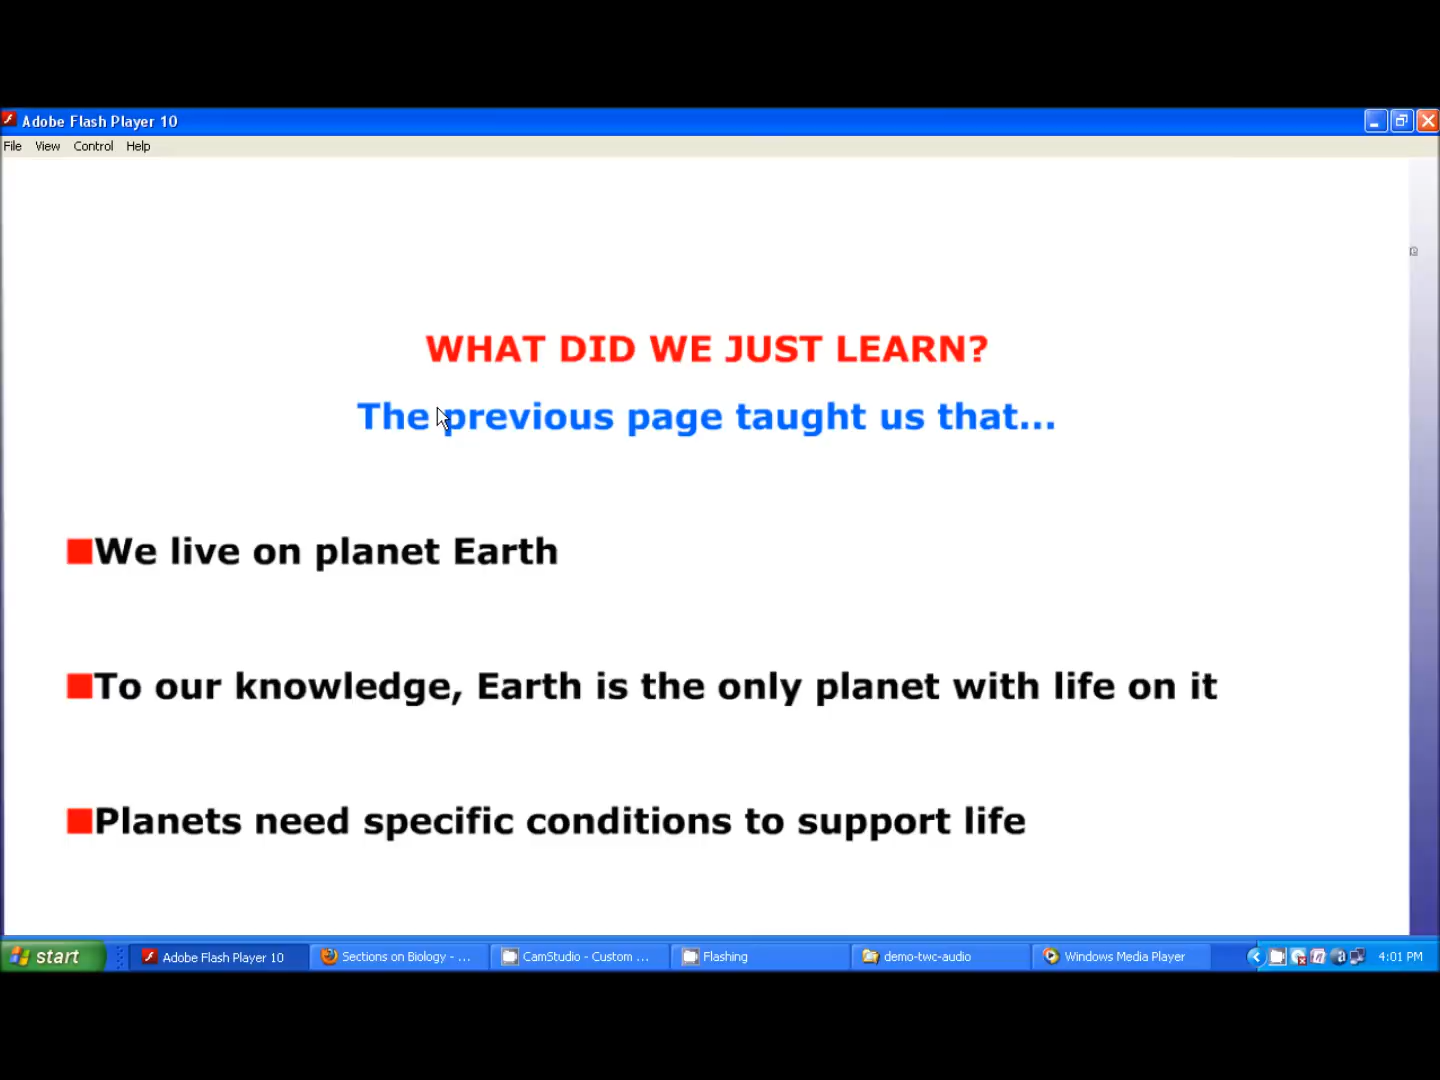 Adobe Flash Player 10
File View Control Help
WHAT DID WE JUST LEARN?
The previous page taught us that...
We live on planet Earth
To our knowledge, Earth is the only planet with life on it
Planets need specific conditions to support life
start Adobe Flash Player 10 Sections on Biology - ... CamStudio - Custom ... Flashing demo-twc-audio Windows Media Player 4:01 PM